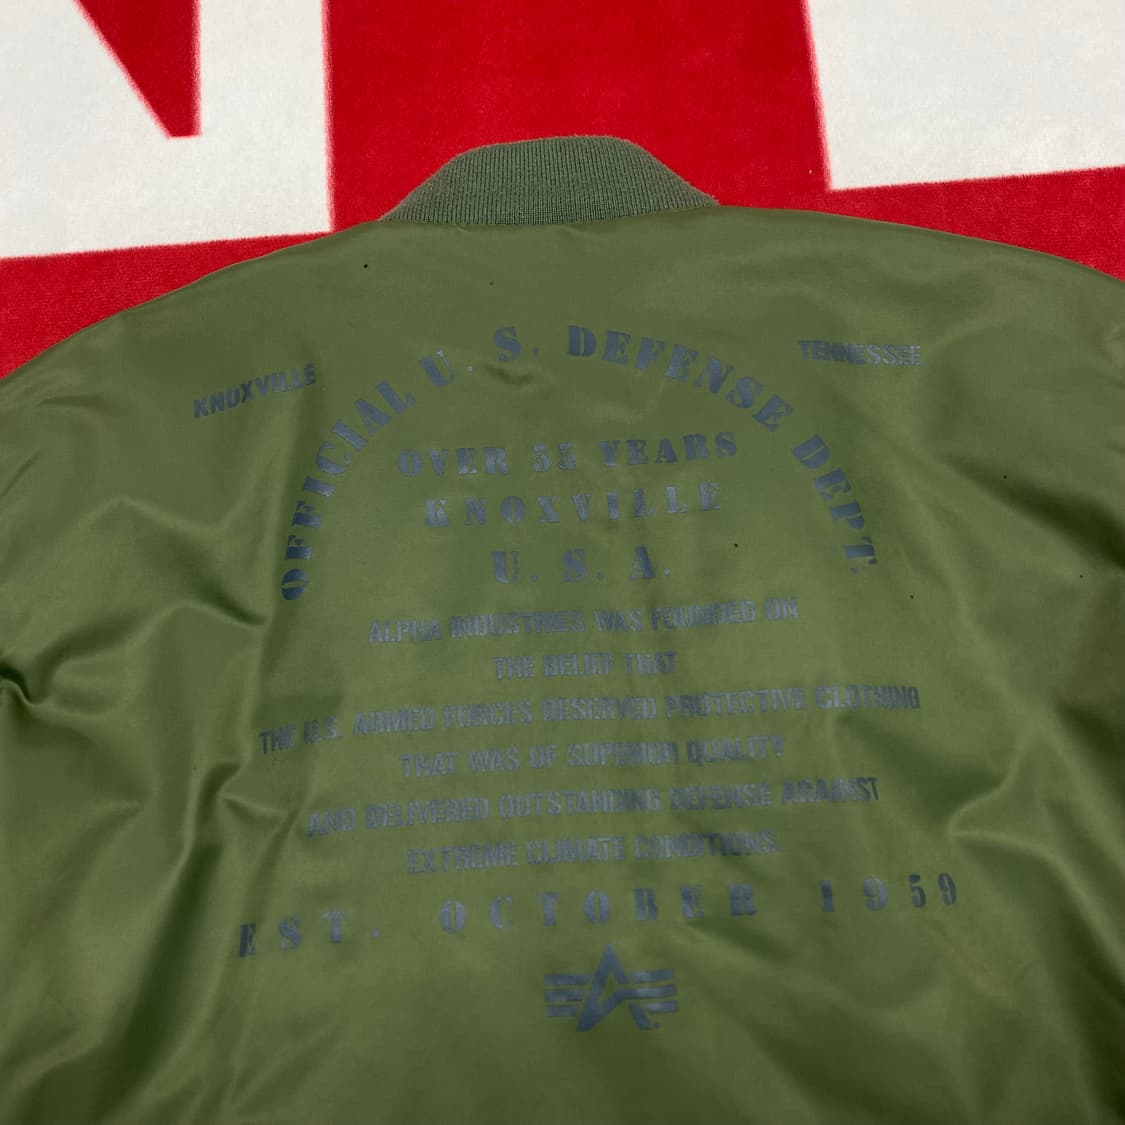 KNOXVILLE
TENNESSEE
OFFICIAL U. S. DEFENSE DEPT.
OVER 55 YEARS
KNOXVILLE
U. S. A.
ALPHA INDUSTRIES WAS FOUNDED ON
THE BELIEF THAT
THE U.S. ARMED FORCES DESERVED PROTECTIVE CLOTHING
THAT WAS OF SUPERIOR QUALITY
AND DELIVERED OUTSTANDING DEFENSE AGAINST
EXTREME CLIMATE CONDITIONS.
EST. OCTOBER 1959